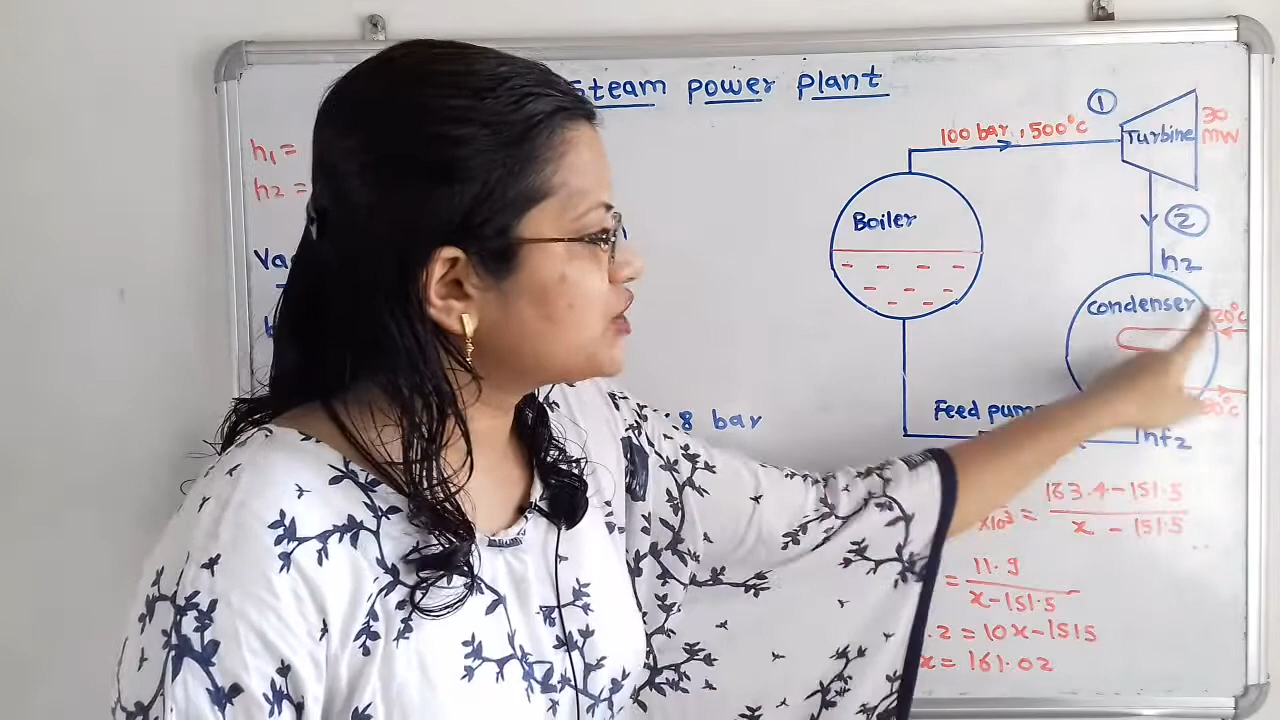 Steam power plant
h₁ =
h₂ =
100 bar, 500°c
①
Turbine
30
MW
Boiler
②
h₂
condenser
20°c
8 bar
Feed pump
30°c
hf₂
x10³ = 163.4-151.5
x - 151.5
= 11.9
x-151.5
.2 = 10x-1515
x = 161.02